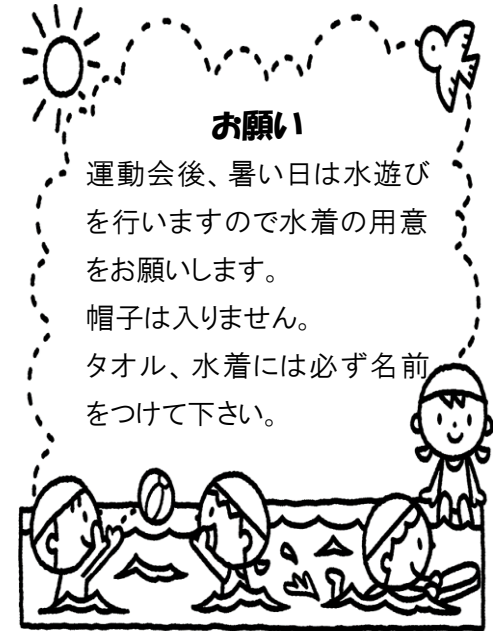 お願い
運動会後、暑い日は水遊び
を行いますので水着の用意
をお願いします。
帽子は入りません。
タオル、水着には必ず名前
をつけて下さい。